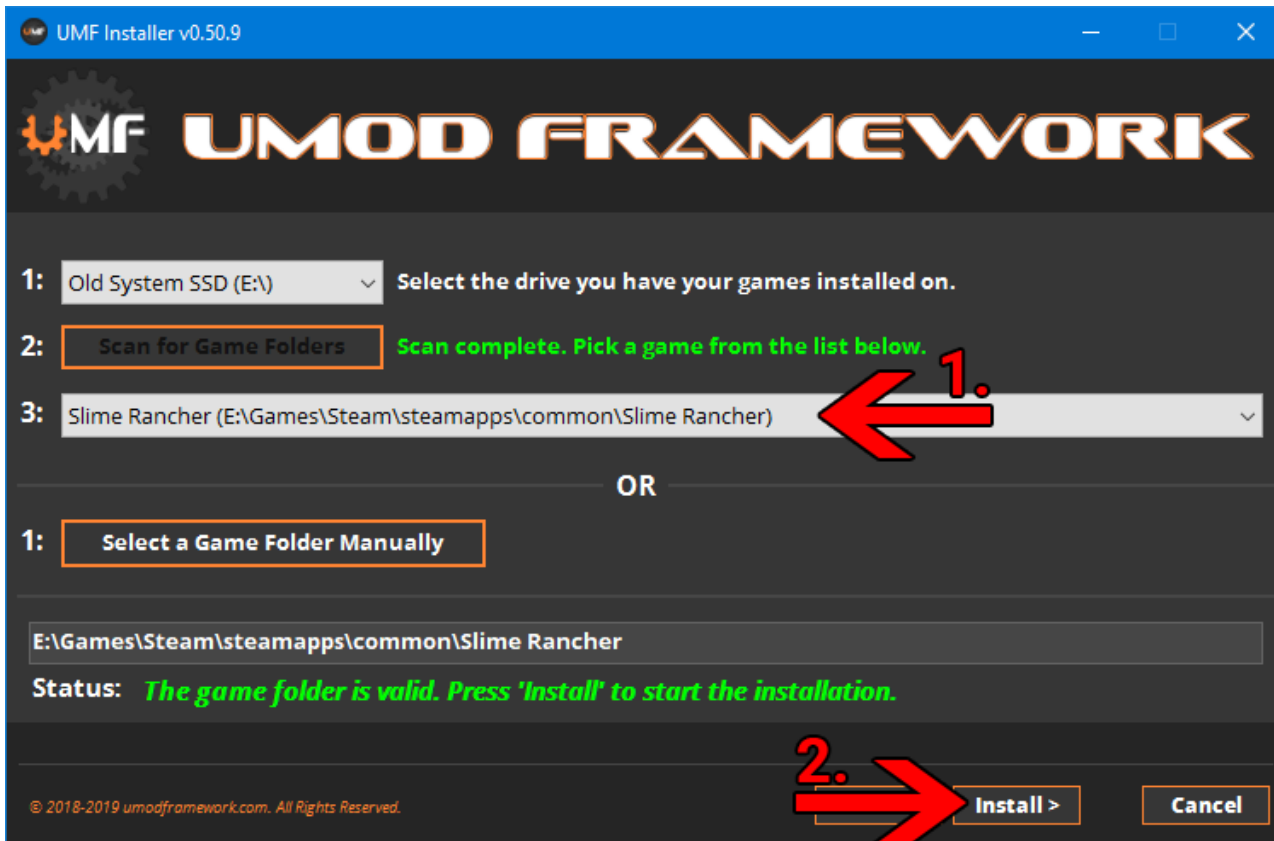 UMF Installer v0.50.9
UMF UMOD FRAMEWORK
1: Old System SSD (E:\) Select the drive you have your games installed on.
2: Scan for Game Folders Scan complete. Pick a game from the list below.
1.
3: Slime Rancher (E:\Games\Steam\steamapps\common\Slime Rancher)
OR
1: Select a Game Folder Manually
E:\Games\Steam\steamapps\common\Slime Rancher
Status: The game folder is valid. Press 'Install' to start the installation.
2.
© 2018-2019 umodframework.com. All Rights Reserved. Install > Cancel